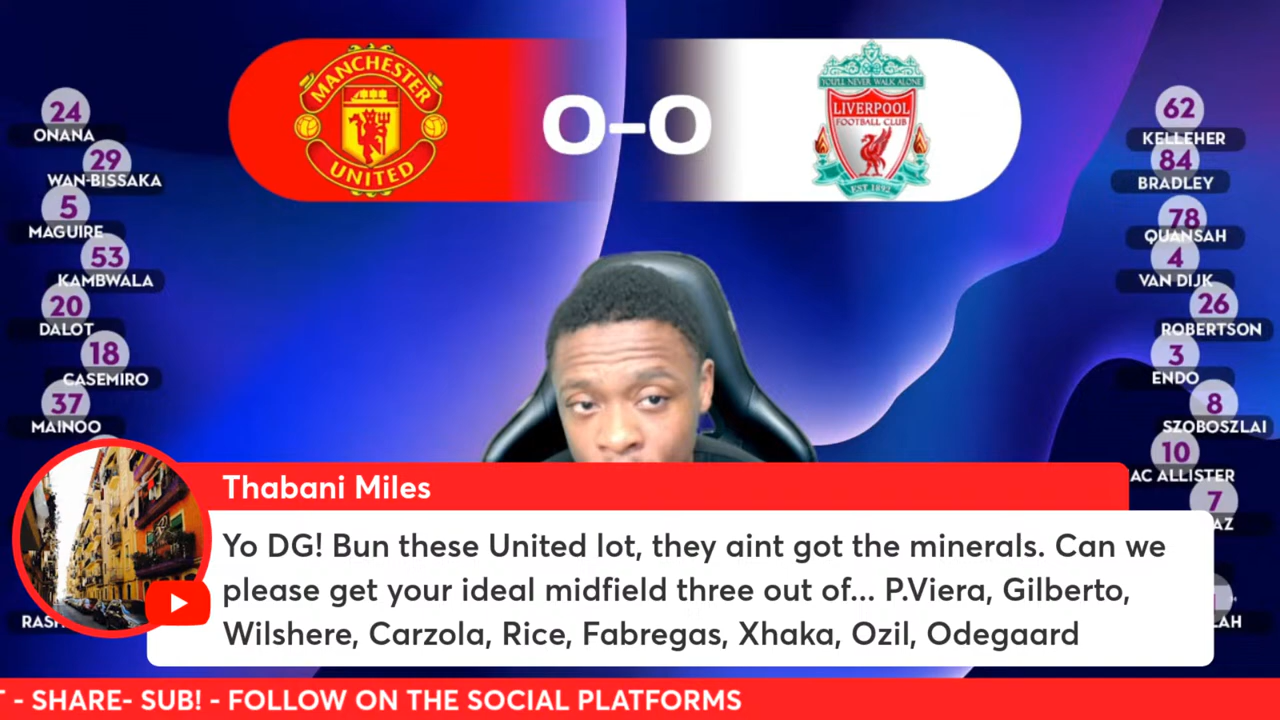 MANCHESTER
UNITED
0-0
YOU'LL NEVER WALK ALONE
LIVERPOOL
FOOTBALL CLUB
EST 1892
24
ONANA
29
WAN-BISSAKA
5
MAGUIRE
53
KAMBWALA
20
DALOT
18
CASEMIRO
37
MAINOO
62
KELLEHER
84
BRADLEY
78
QUANSAH
4
VAN DIJK
26
ROBERTSON
3
ENDO
8
SZOBOSZLAI
10
AC ALLISTER
7
AZ
RASH
LAH
Thabani Miles
Yo DG! Bun these United lot, they aint got the minerals. Can we
please get your ideal midfield three out of... P.Viera, Gilberto,
Wilshere, Carzola, Rice, Fabregas, Xhaka, Ozil, Odegaard
T - SHARE- SUB! - FOLLOW ON THE SOCIAL PLATFORMS